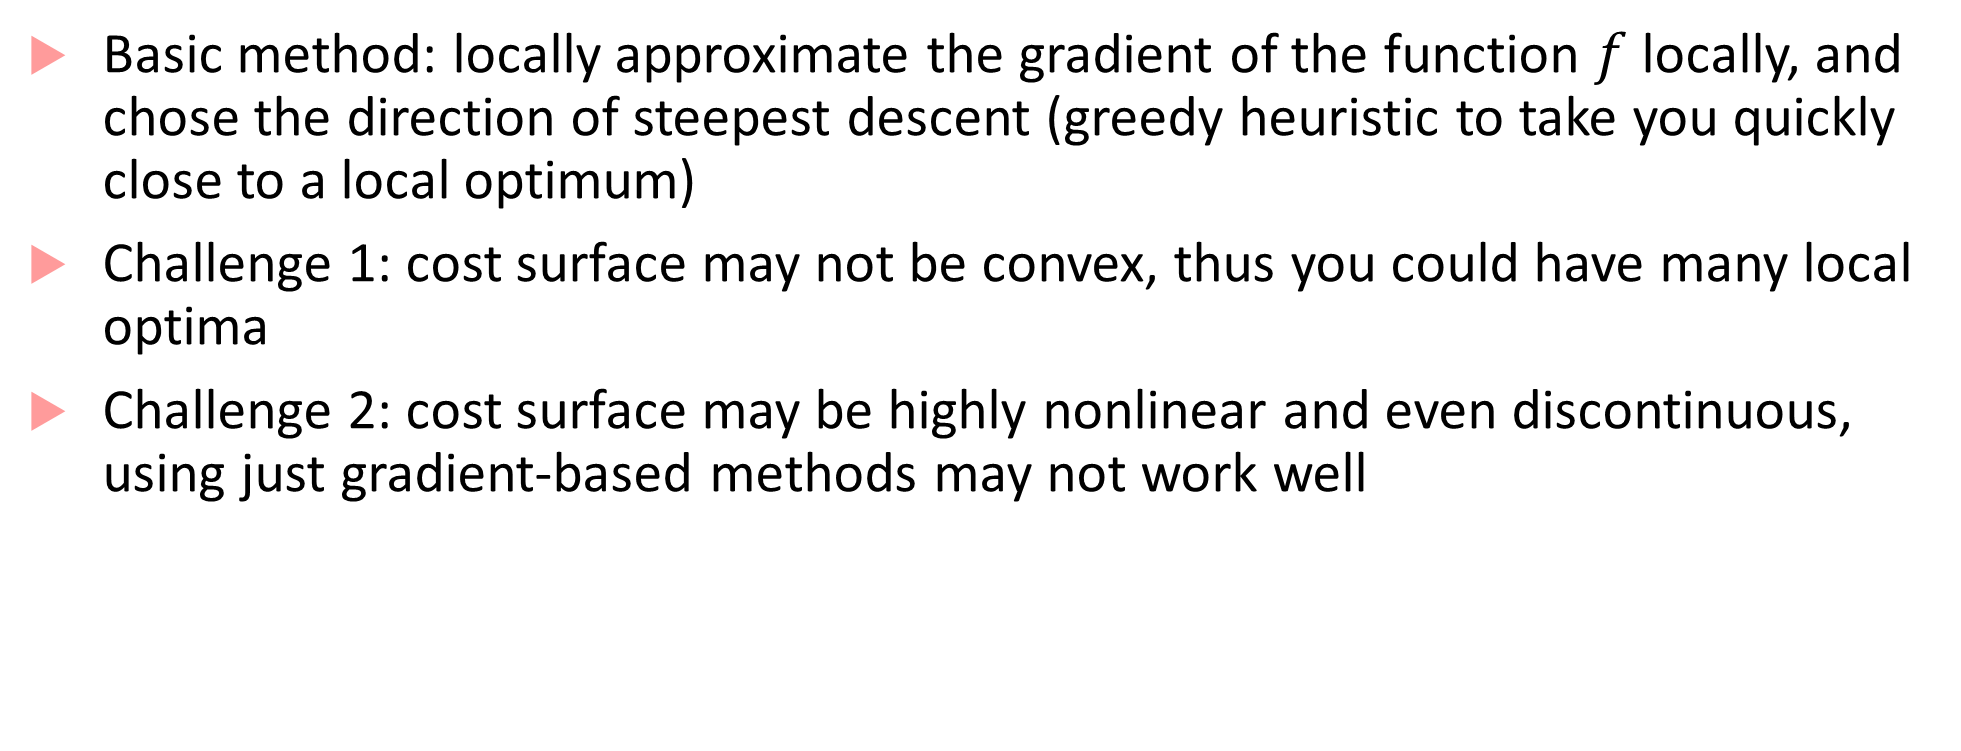 Basic method: locally approximate the gradient of the function f locally, and
chose the direction of steepest descent (greedy heuristic to take you quickly
close to a local optimum)
Challenge 1: cost surface may not be convex, thus you could have many local
optima
Challenge 2: cost surface may be highly nonlinear and even discontinuous,
using just gradient-based methods may not work well